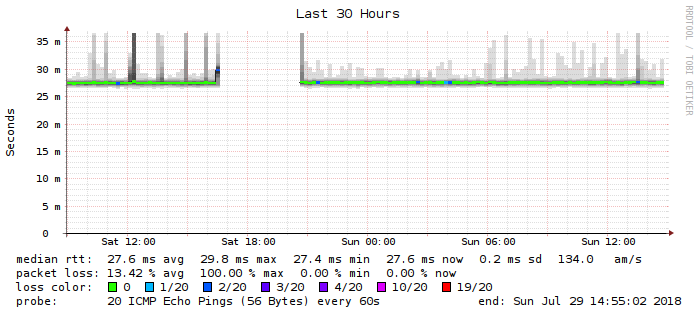 Last 30 Hours
RRDTOOL / TOBI OETIKER
Seconds
35 m
30 m
25 m
20 m
15 m
10 m
5 m
0
Sat 12:00 Sat 18:00 Sun 00:00 Sun 06:00 Sun 12:00
median rtt: 27.6 ms avg 29.8 ms max 27.4 ms min 27.6 ms now 0.2 ms sd 134.0 am/s
packet loss: 13.42 % avg 100.00 % max 0.00 % min 0.00 % now
loss color: 0 1/20 2/20 3/20 4/20 10/20 19/20
probe: 20 ICMP Echo Pings (56 Bytes) every 60s end: Sun Jul 29 14:55:02 2018